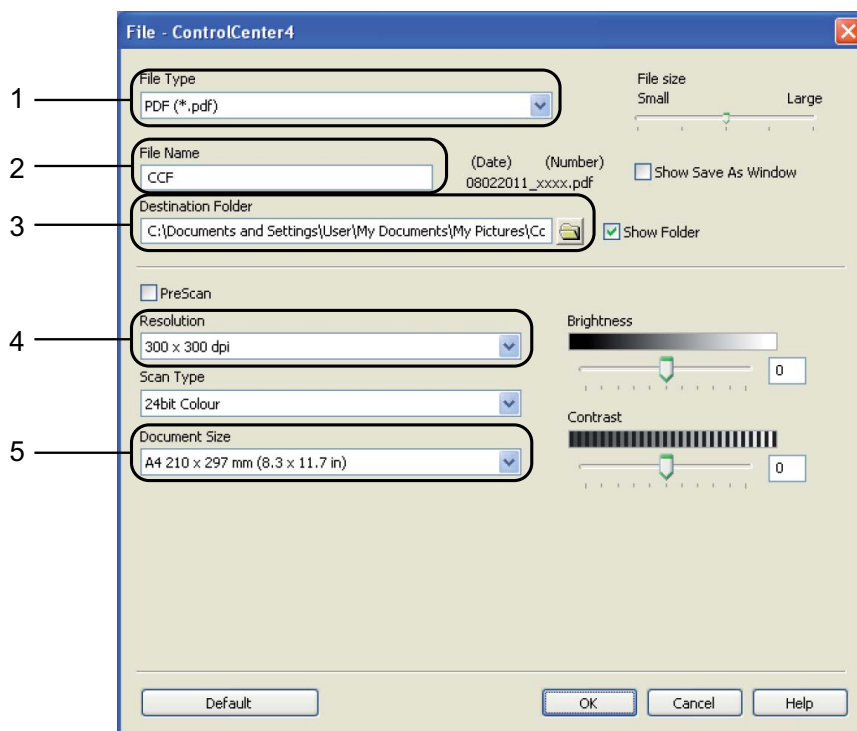 File - ControlCenter4
1
File Type
PDF (*.pdf)
File size
Small Large
2
File Name
CCF
(Date) (Number)
08022011_xxxx.pdf
Show Save As Window
3
Destination Folder
C:\Documents and Settings\User\My Documents\My Pictures\Cc
Show Folder
PreScan
4
Resolution
300 x 300 dpi
Brightness
0
Scan Type
24bit Colour
Contrast
0
5
Document Size
A4 210 x 297 mm (8.3 x 11.7 in)
Default OK Cancel Help